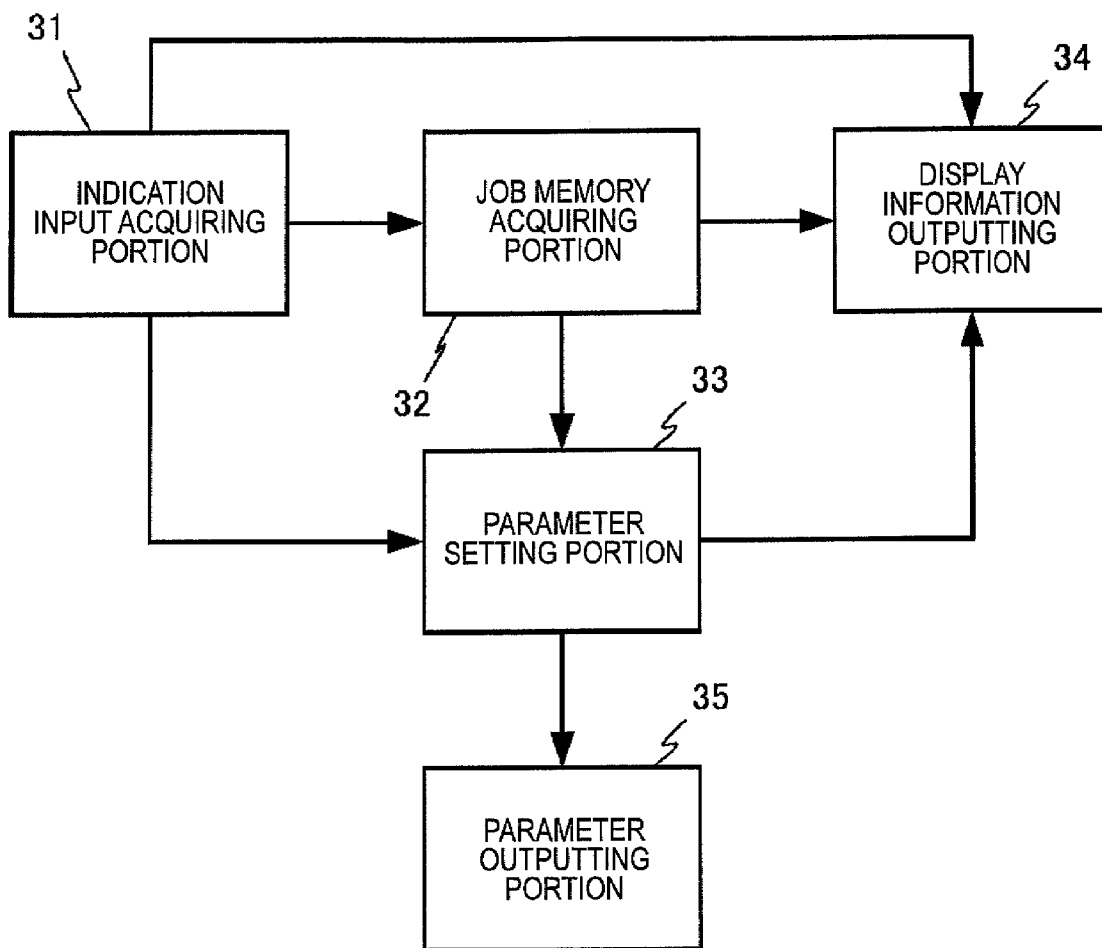 31
34
INDICATION
INPUT ACQUIRING
PORTION
JOB MEMORY
ACQUIRING
PORTION
DISPLAY
INFORMATION
OUTPUTTING
PORTION
32
33
PARAMETER
SETTING PORTION
35
PARAMETER
OUTPUTTING
PORTION